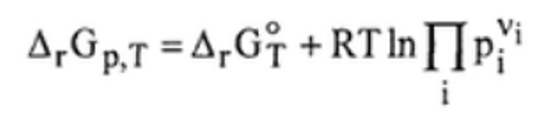 Δ_rG_{p,T} = Δ_rG°_T + RT ln ∏_i p_i^{ν_i}